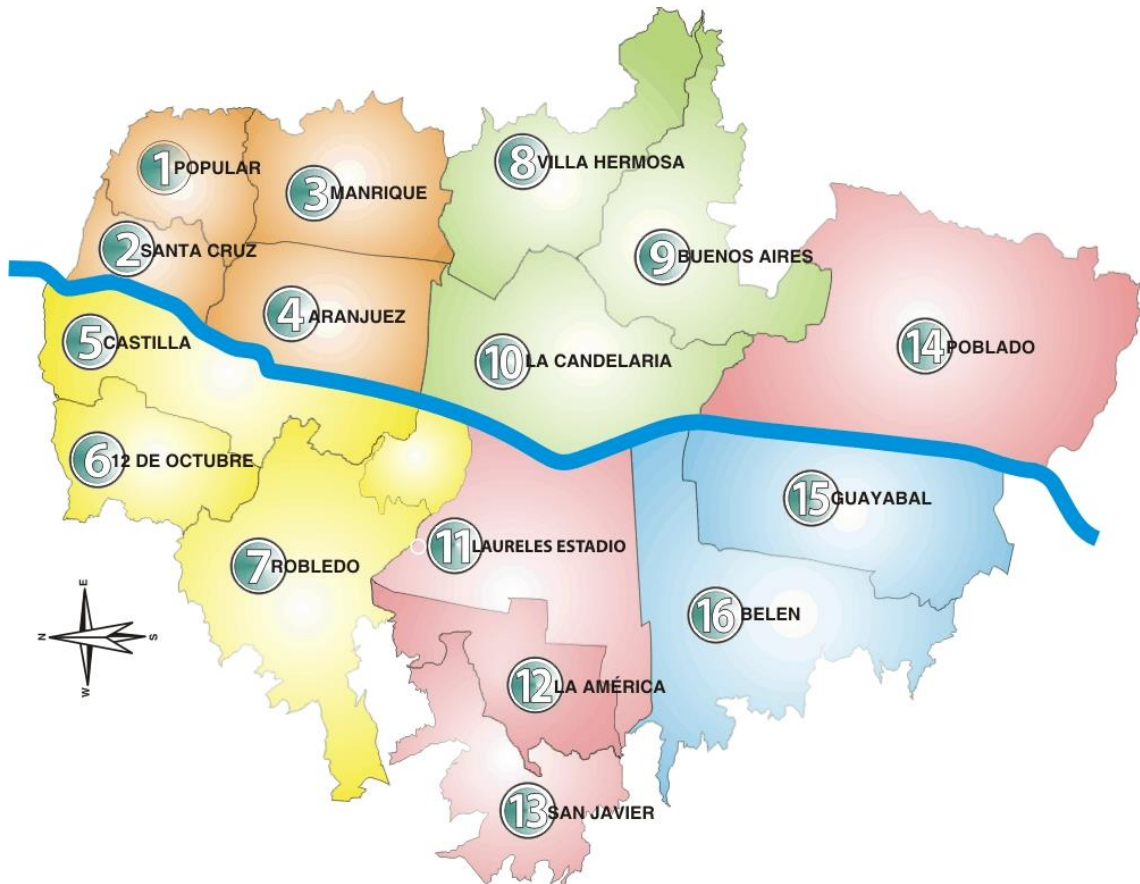 1 POPULAR
2 SANTA CRUZ
3 MANRIQUE
4 ARANJUEZ
5 CASTILLA
6 12 DE OCTUBRE
7 ROBLEDO
8 VILLA HERMOSA
9 BUENOS AIRES
10 LA CANDELARIA
11 LAURELES ESTADIO
12 LA AMÉRICA
13 SAN JAVIER
14 POBLADO
15 GUAYABAL
16 BELEN
E
N
S
W